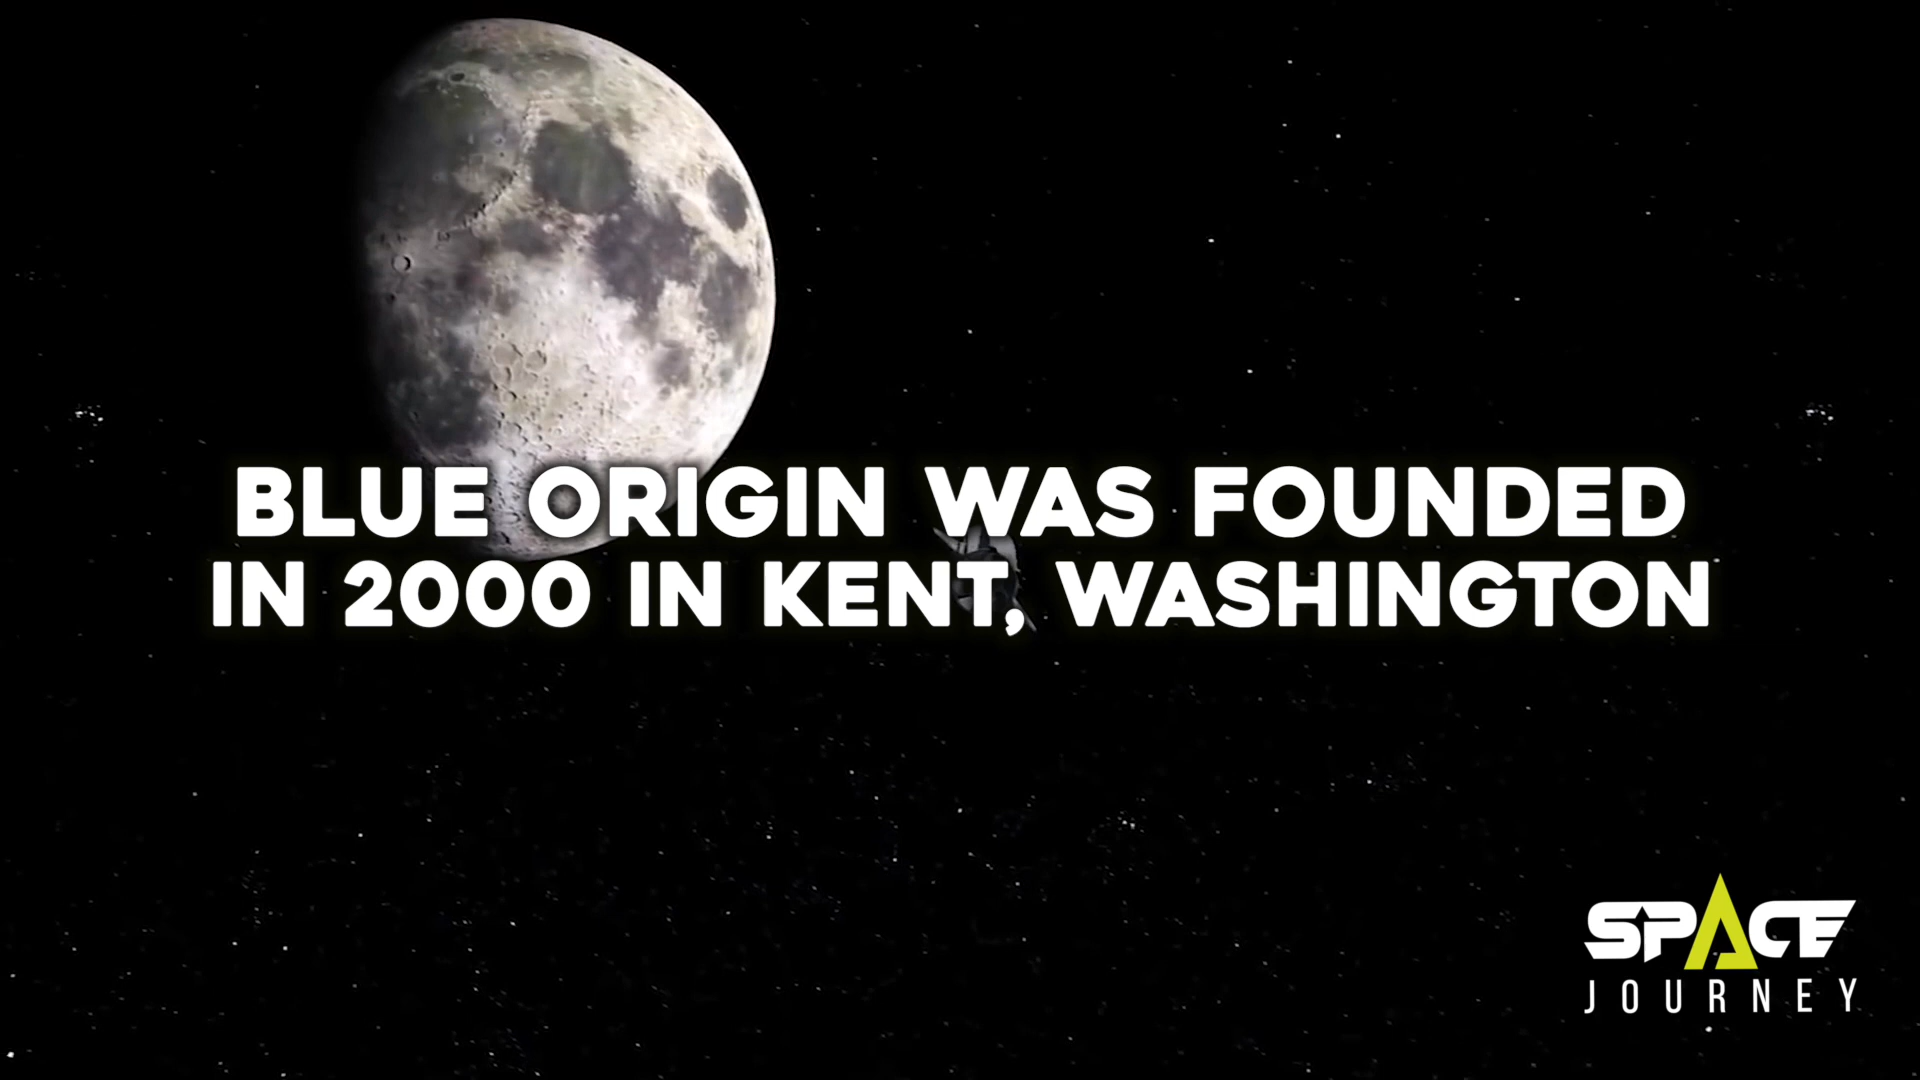 BLUE ORIGIN WAS FOUNDED
IN 2000 IN KENT, WASHINGTON
SPACE
JOURNEY